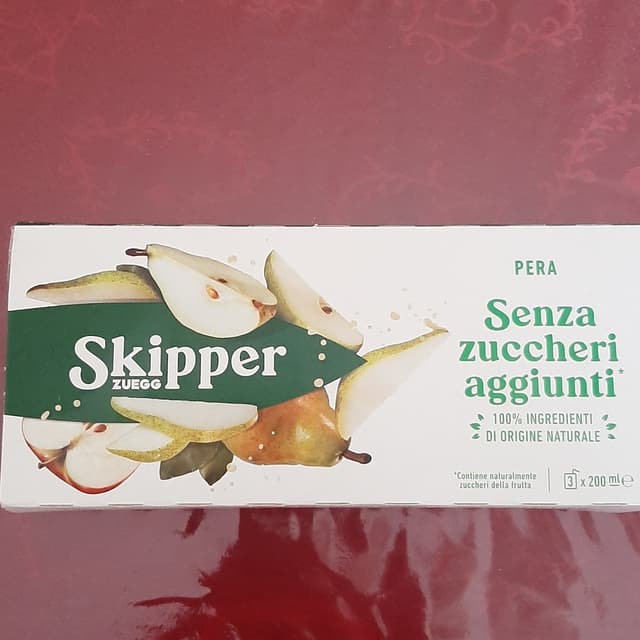 Skipper
ZUEGG
PERA
Senza
zuccheri
aggiunti*
100% INGREDIENTI
DI ORIGINE NATURALE
*Contiene naturalmente
zuccheri della frutta
3 x 200 ml e